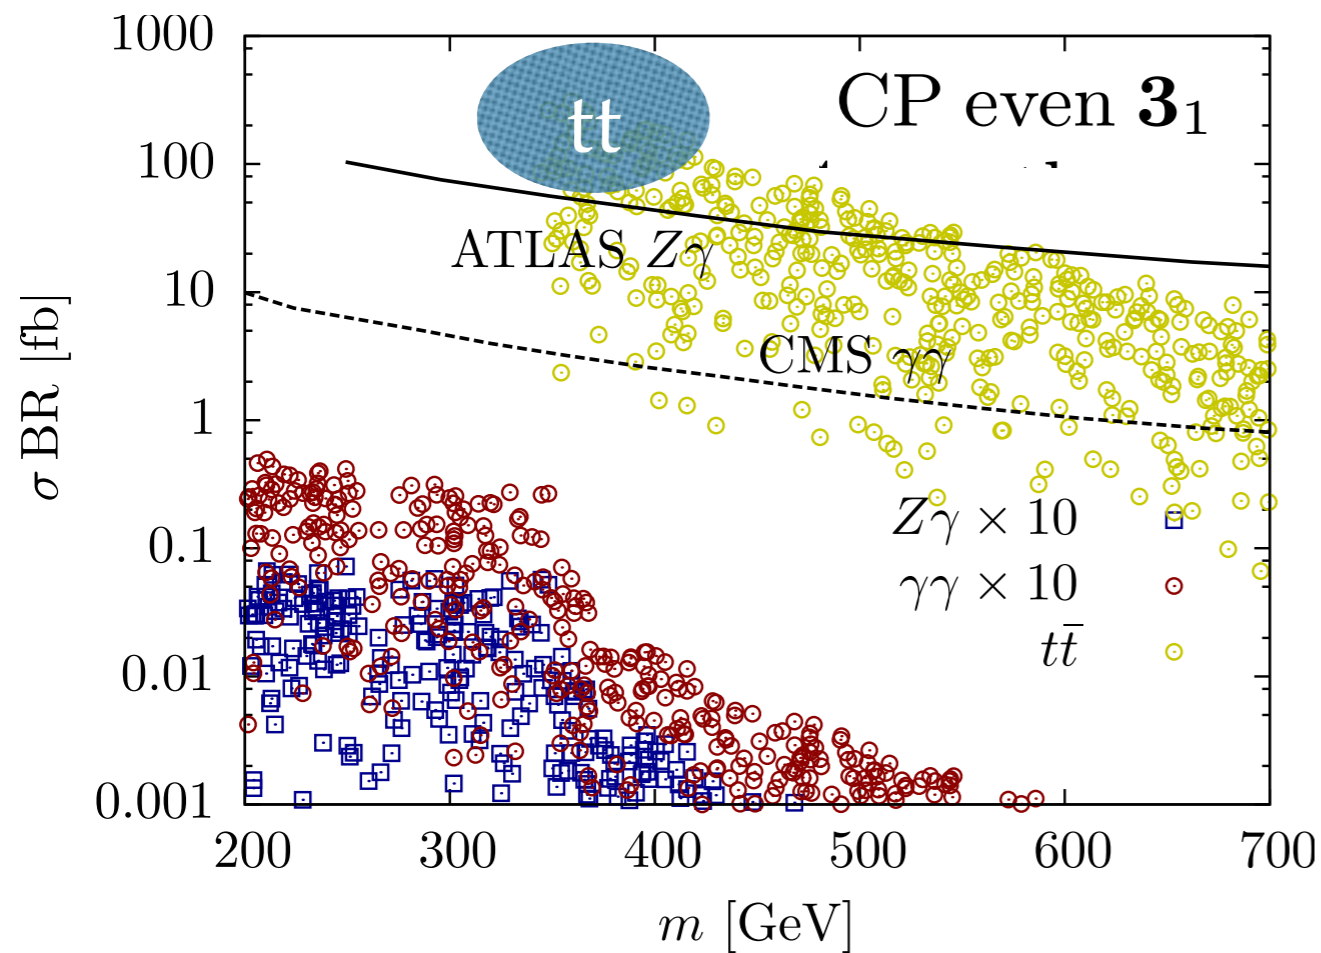 1000
100
10
1
0.1
0.01
0.001
σ BR [fb]
tt
CP even 3₁
ATLAS Zγ
CMS γγ
Zγ × 10
γγ × 10
tt̄
200 300 400 500 600 700
m [GeV]